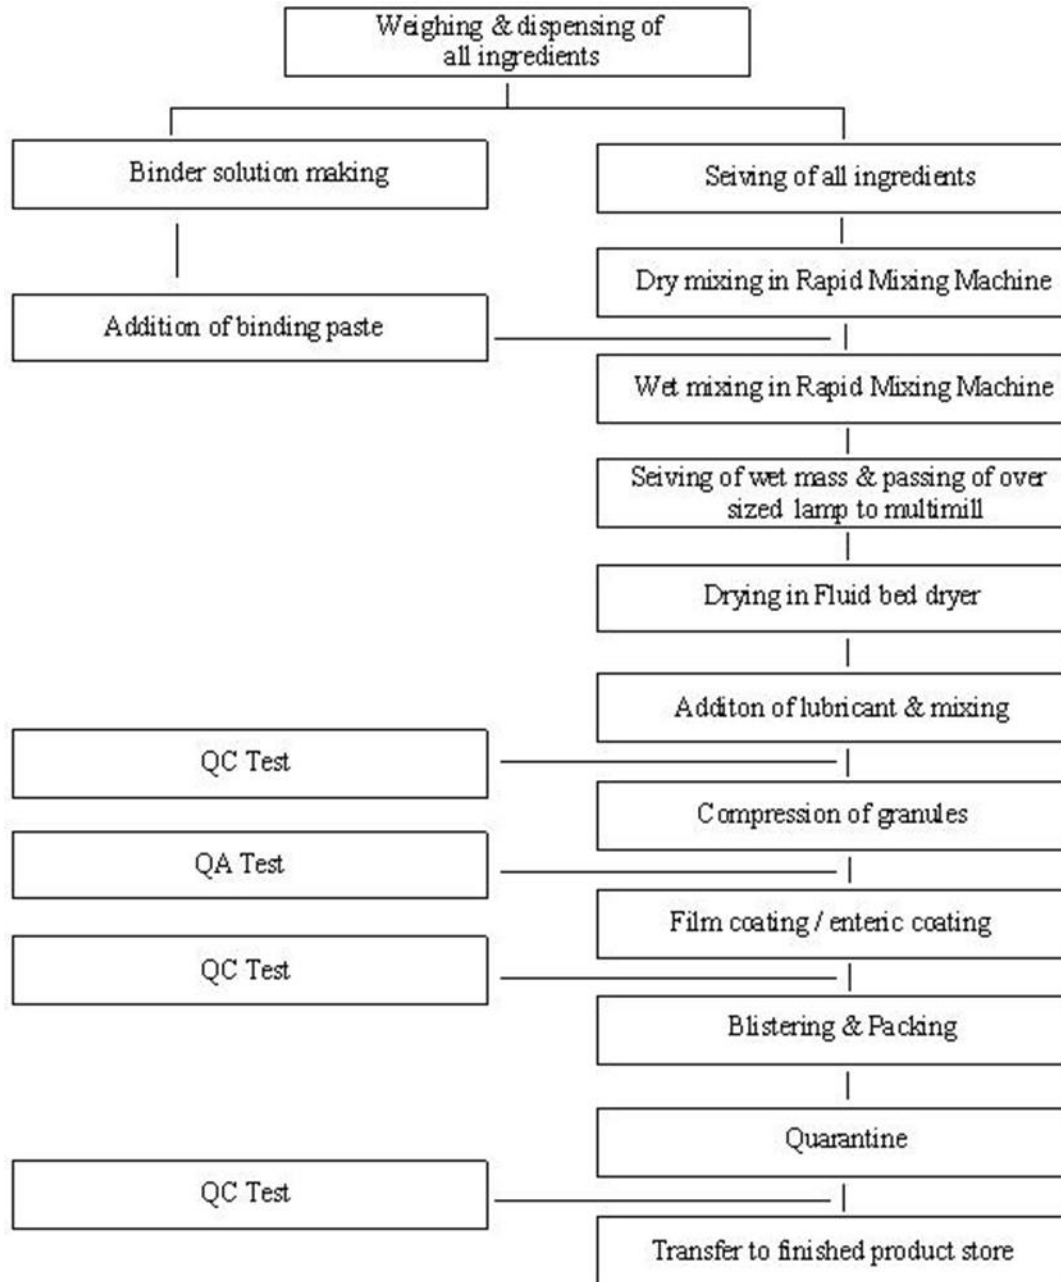 Weighing & dispensing of
all ingredients
Binder solution making
Seiving of all ingredients
Dry mixing in Rapid Mixing Machine
Addition of binding paste
Wet mixing in Rapid Mixing Machine
Seiving of wet mass & passing of over
sized lamp to multimill
Drying in Fluid bed dryer
Additon of lubricant & mixing
QC Test
Compression of granules
QA Test
Film coating / enteric coating
QC Test
Blistering & Packing
Quarantine
QC Test
Transfer to finished product store